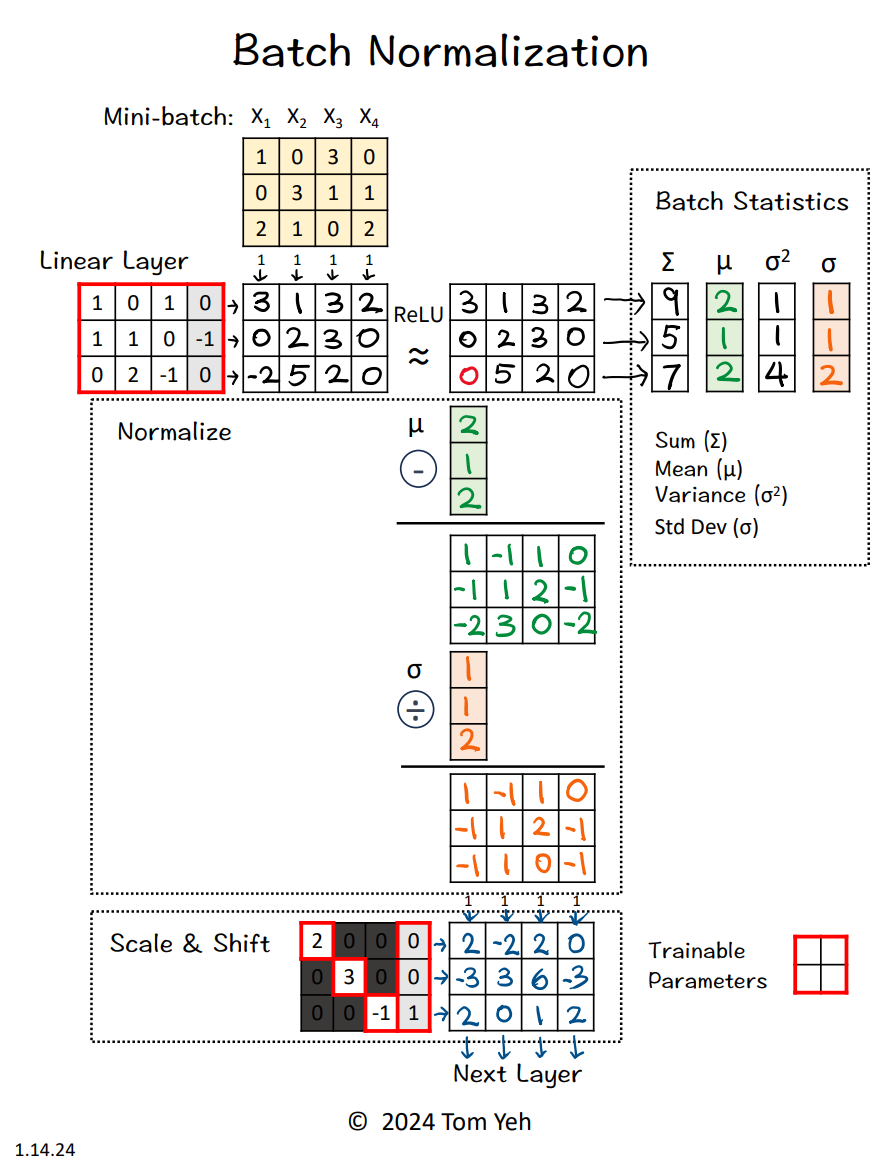 Batch Normalization
Mini-batch: X₁ X₂ X₃ X₄
1 0 3 0
0 3 1 1
2 1 0 2
Linear Layer
1 1 1 1
1 0 1 0
1 1 0 -1
0 2 -1 0
3 1 3 2
0 2 3 0
-2 5 2 0
ReLU
≈
3 1 3 2
0 2 3 0
0 5 2 0
Batch Statistics
Σ μ σ² σ
9 2 1 1
5 1 1 1
7 2 4 2
Sum (Σ)
Mean (μ)
Variance (σ²)
Std Dev (σ)
Normalize
μ
-
2
1
2
1 -1 1 0
-1 1 2 -1
-2 3 0 -2
σ
÷
1
1
2
1 -1 1 0
-1 1 2 -1
-1 1 0 -1
1 1 1 1
Scale & Shift
2 0 0 0
0 3 0 0
0 0 -1 1
2 -2 2 0
-3 3 6 -3
2 0 1 2
Next Layer
Trainable
Parameters
© 2024 Tom Yeh
1.14.24